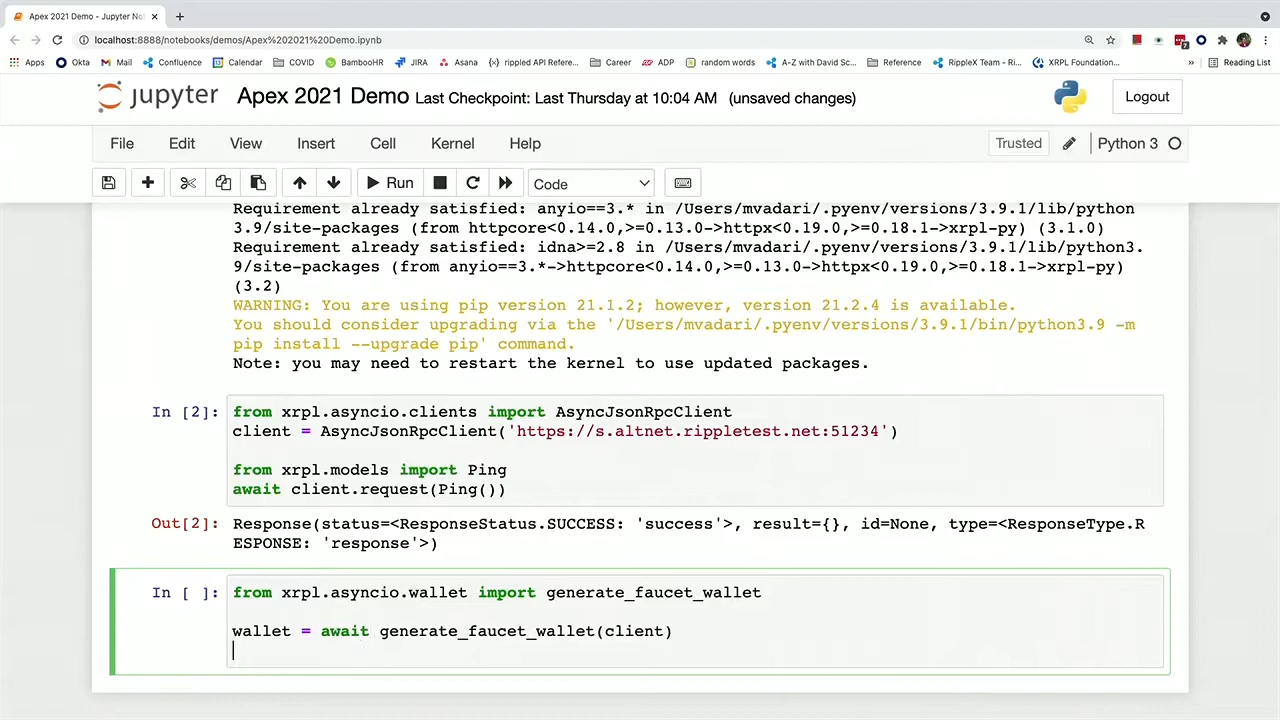 Apex 2021 Demo - Jupyter No
localhost:8888/notebooks/demos/Apex%202021%20Demo.ipynb
7
Apps Okta Mail Confluence Calendar COVID BambooHR JIRA Asana {x} rippled API Refere... Career ADP random words A-Z with David Sc... Reference RippleX Team - Ri... XRPL Foundation... » Reading List
jupyter Apex 2021 Demo Last Checkpoint: Last Thursday at 10:04 AM (unsaved changes) Logout
File Edit View Insert Cell Kernel Help Trusted Python 3
Run Code
Requirement already satisfied: anyio==3.* in /Users/mvadari/.pyenv/versions/3.9.1/lib/python
3.9/site-packages (from httpcore<0.14.0,>=0.13.0->httpx<0.19.0,>=0.18.1->xrpl-py) (3.1.0)
Requirement already satisfied: idna>=2.8 in /Users/mvadari/.pyenv/versions/3.9.1/lib/python3.
9/site-packages (from anyio==3.*->httpcore<0.14.0,>=0.13.0->httpx<0.19.0,>=0.18.1->xrpl-py)
(3.2)
WARNING: You are using pip version 21.1.2; however, version 21.2.4 is available.
You should consider upgrading via the '/Users/mvadari/.pyenv/versions/3.9.1/bin/python3.9 -m
pip install --upgrade pip' command.
Note: you may need to restart the kernel to use updated packages.
In [2]: from xrpl.asyncio.clients import AsyncJsonRpcClient
client = AsyncJsonRpcClient('https://s.altnet.rippletest.net:51234')
from xrpl.models import Ping
await client.request(Ping())
Out[2]: Response(status=<ResponseStatus.SUCCESS: 'success'>, result={}, id=None, type=<ResponseType.R
ESPONSE: 'response'>)
In [ ]: from xrpl.asyncio.wallet import generate_faucet_wallet
wallet = await generate_faucet_wallet(client)